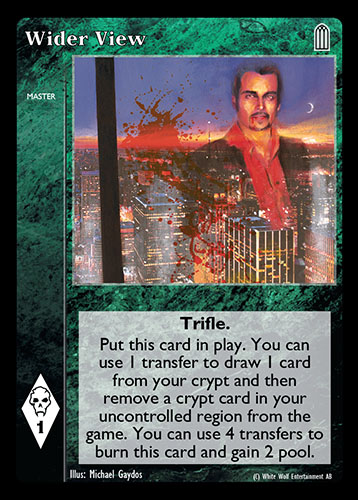 Wider View
MASTER
Trifle.
Put this card in play. You can
use 1 transfer to draw 1 card
from your crypt and then
remove a crypt card in your
uncontrolled region from the
game. You can use 4 transfers to
burn this card and gain 2 pool.
1
Illus: Michael Gaydos
(C) White Wolf Entertainment AB